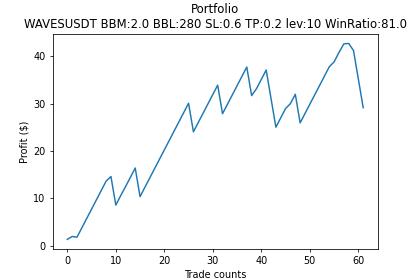 Portfolio
WAVESUSDT BBM:2.0 BBL:280 SL:0.6 TP:0.2 lev:10 WinRatio:81.0
Profit ($)
40
30
20
10
0
0 10 20 30 40 50 60
Trade counts